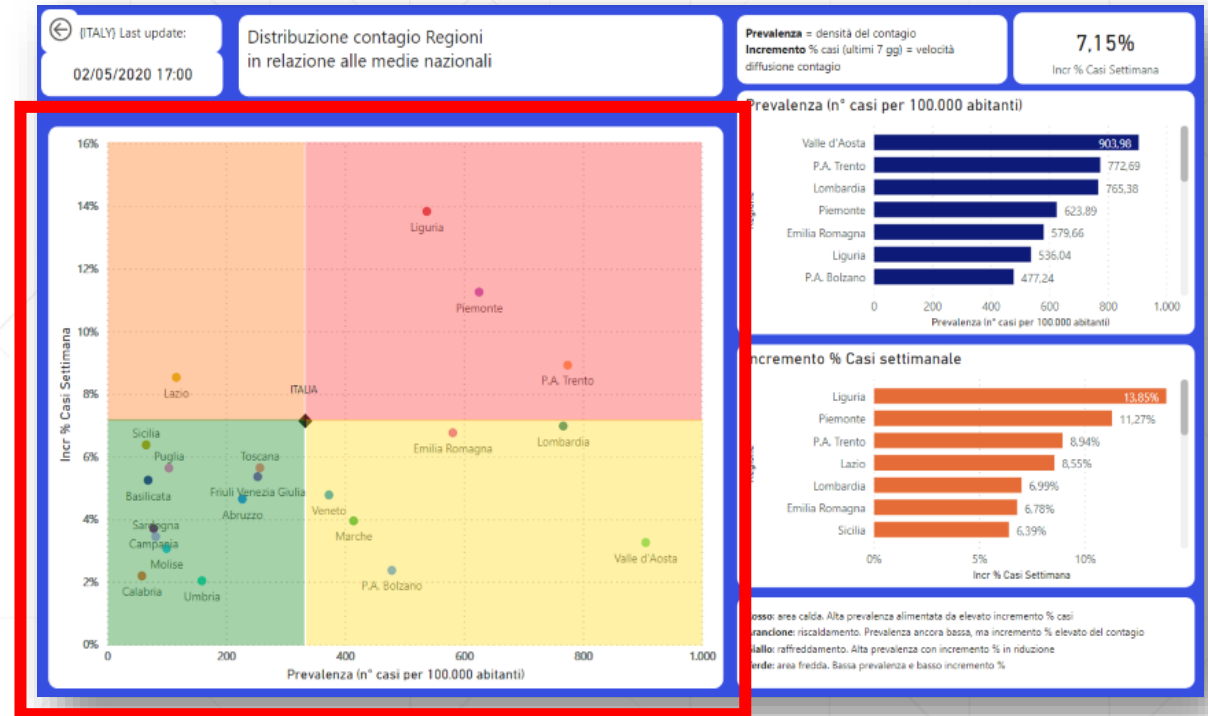 {ITALY} Last update:
02/05/2020 17:00
Distribuzione contagio Regioni
in relazione alle medie nazionali
Prevalenza = densità del contagio
Incremento % casi (ultimi 7 gg) = velocità
diffusione contagio
7,15%
Incr % Casi Settimana
16%
14%
12%
10%
8%
6%
4%
2%
0%
Incr % Casi Settimana
Liguria
Piemonte
P.A. Trento
Lazio
ITALIA
Sicilia
Emilia Romagna
Lombardia
Puglia
Toscana
Basilicata
Friuli Venezia Giulia
Abruzzo
Veneto
Sardegna
Marche
Campania
Molise
Valle d'Aosta
P.A. Bolzano
Calabria
Umbria
0
200
400
600
800
1.000
Prevalenza (n° casi per 100.000 abitanti)
Prevalenza (n° casi per 100.000 abitanti)
Valle d'Aosta 903,98
P.A. Trento 772,69
Lombardia 765,38
Piemonte 623,89
Emilia Romagna 579,66
Liguria 536,04
P.A. Bolzano 477,24
0 200 400 600 800 1.000
Prevalenza (n° casi per 100.000 abitanti)
ncremento % Casi settimanale
Liguria 13,85%
Piemonte 11,27%
P.A. Trento 8,94%
Lazio 8,55%
Lombardia 6,99%
Emilia Romagna 6,78%
Sicilia 6,39%
0% 5% 10%
Incr % Casi Settimana
osso: area calda. Alta prevalenza alimentata da elevato incremento % casi
rancione: riscaldamento. Prevalenza ancora bassa, ma incremento % elevato del contagio
iallo: raffreddamento. Alta prevalenza con incremento % in riduzione
erde: area fredda. Bassa prevalenza e basso incremento %